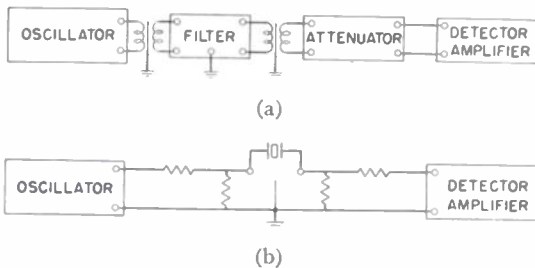 OSCILLATOR
FILTER
ATTENUATOR
DETECTOR
AMPLIFIER
(a)
OSCILLATOR
DETECTOR
AMPLIFIER
(b)